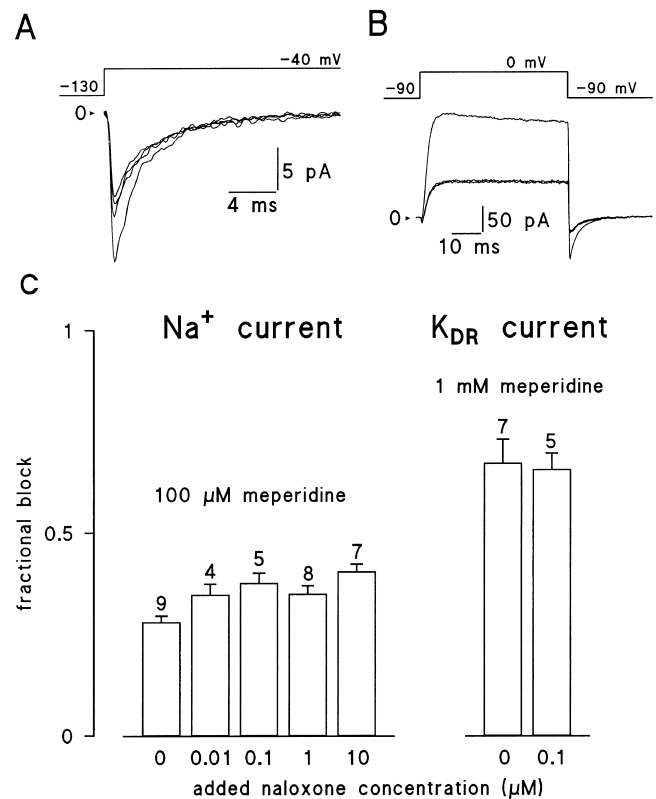 A
−40 mV
−130
0
5 pA
4 ms
B
0 mV
−90
−90 mV
0
50 pA
10 ms
C
Na⁺ current
K_DR current
1 mM meperidine
100 µM meperidine
fractional block
1
0.5
0
9
4
5
8
7
7
5
0 0.01 0.1 1 10
0 0.1
added naloxone concentration (µM)